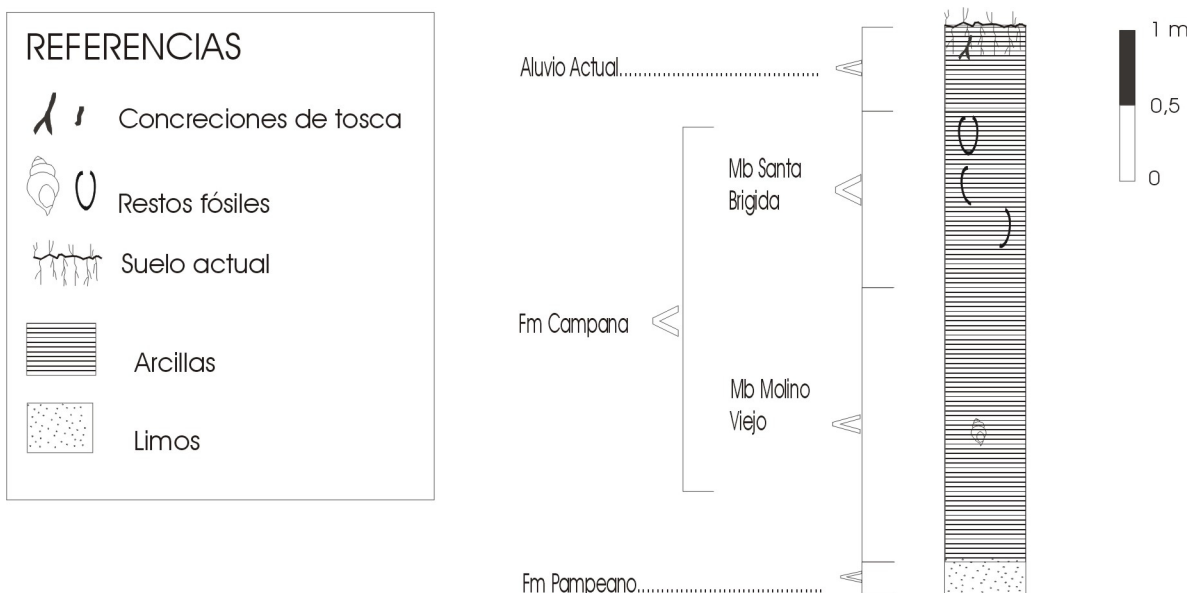 REFERENCIAS
Concreciones de tosca
Restos fósiles
Suelo actual
Arcillas
Limos
Aluvio Actual
Mb Santa
Brigida
Fm Campana
Mb Molino
Viejo
Fm Pampeano
1 m
0,5
0